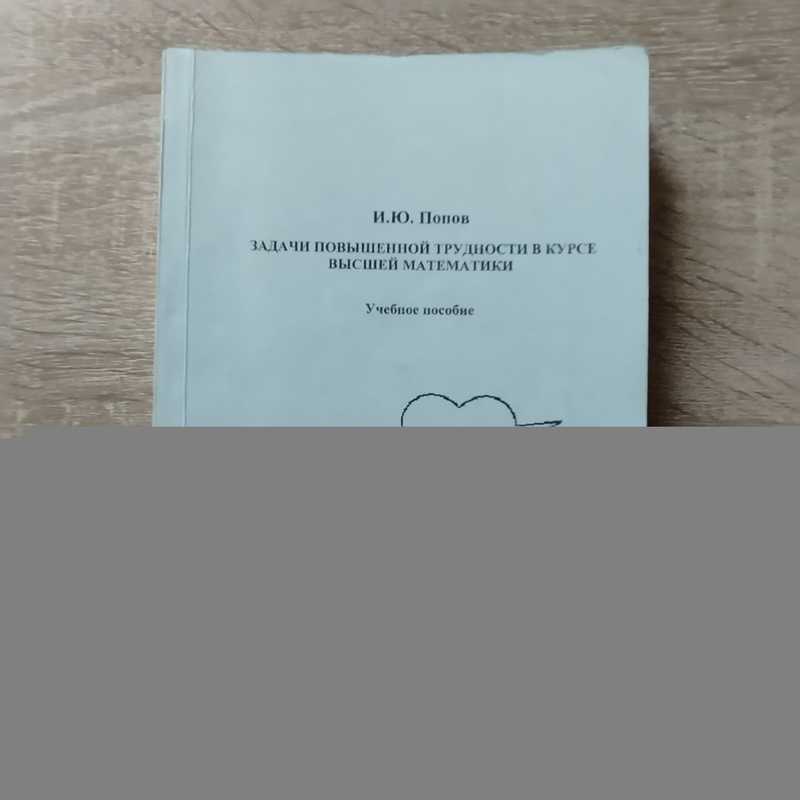 И.Ю. Попов
ЗАДАЧИ ПОВЫШЕННОЙ ТРУДНОСТИ В КУРСЕ
ВЫСШЕЙ МАТЕМАТИКИ
Учебное пособие